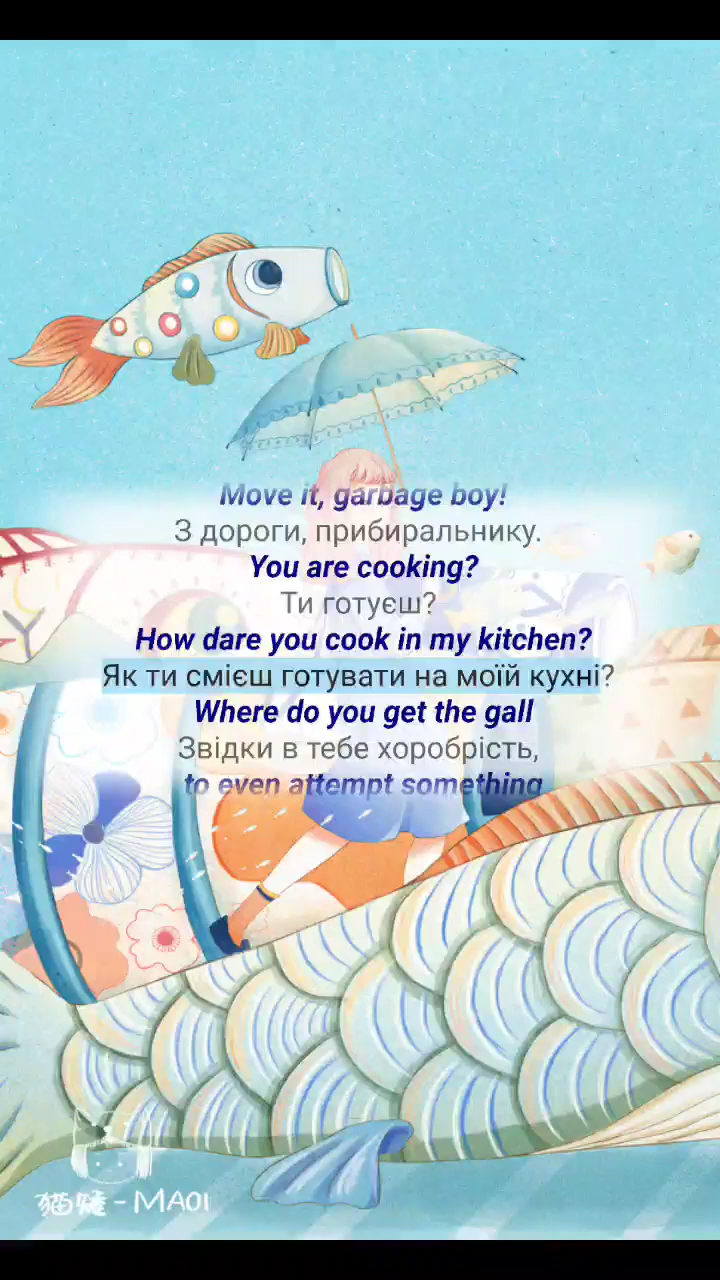 Move it, garbage boy!
З дороги, прибиральнику.
You are cooking?
Ти готуєш?
How dare you cook in my kitchen?
Як ти смієш готувати на моїй кухні?
Where do you get the gall
Звідки в тебе хоробрість,
to even attempt something
- MAOI